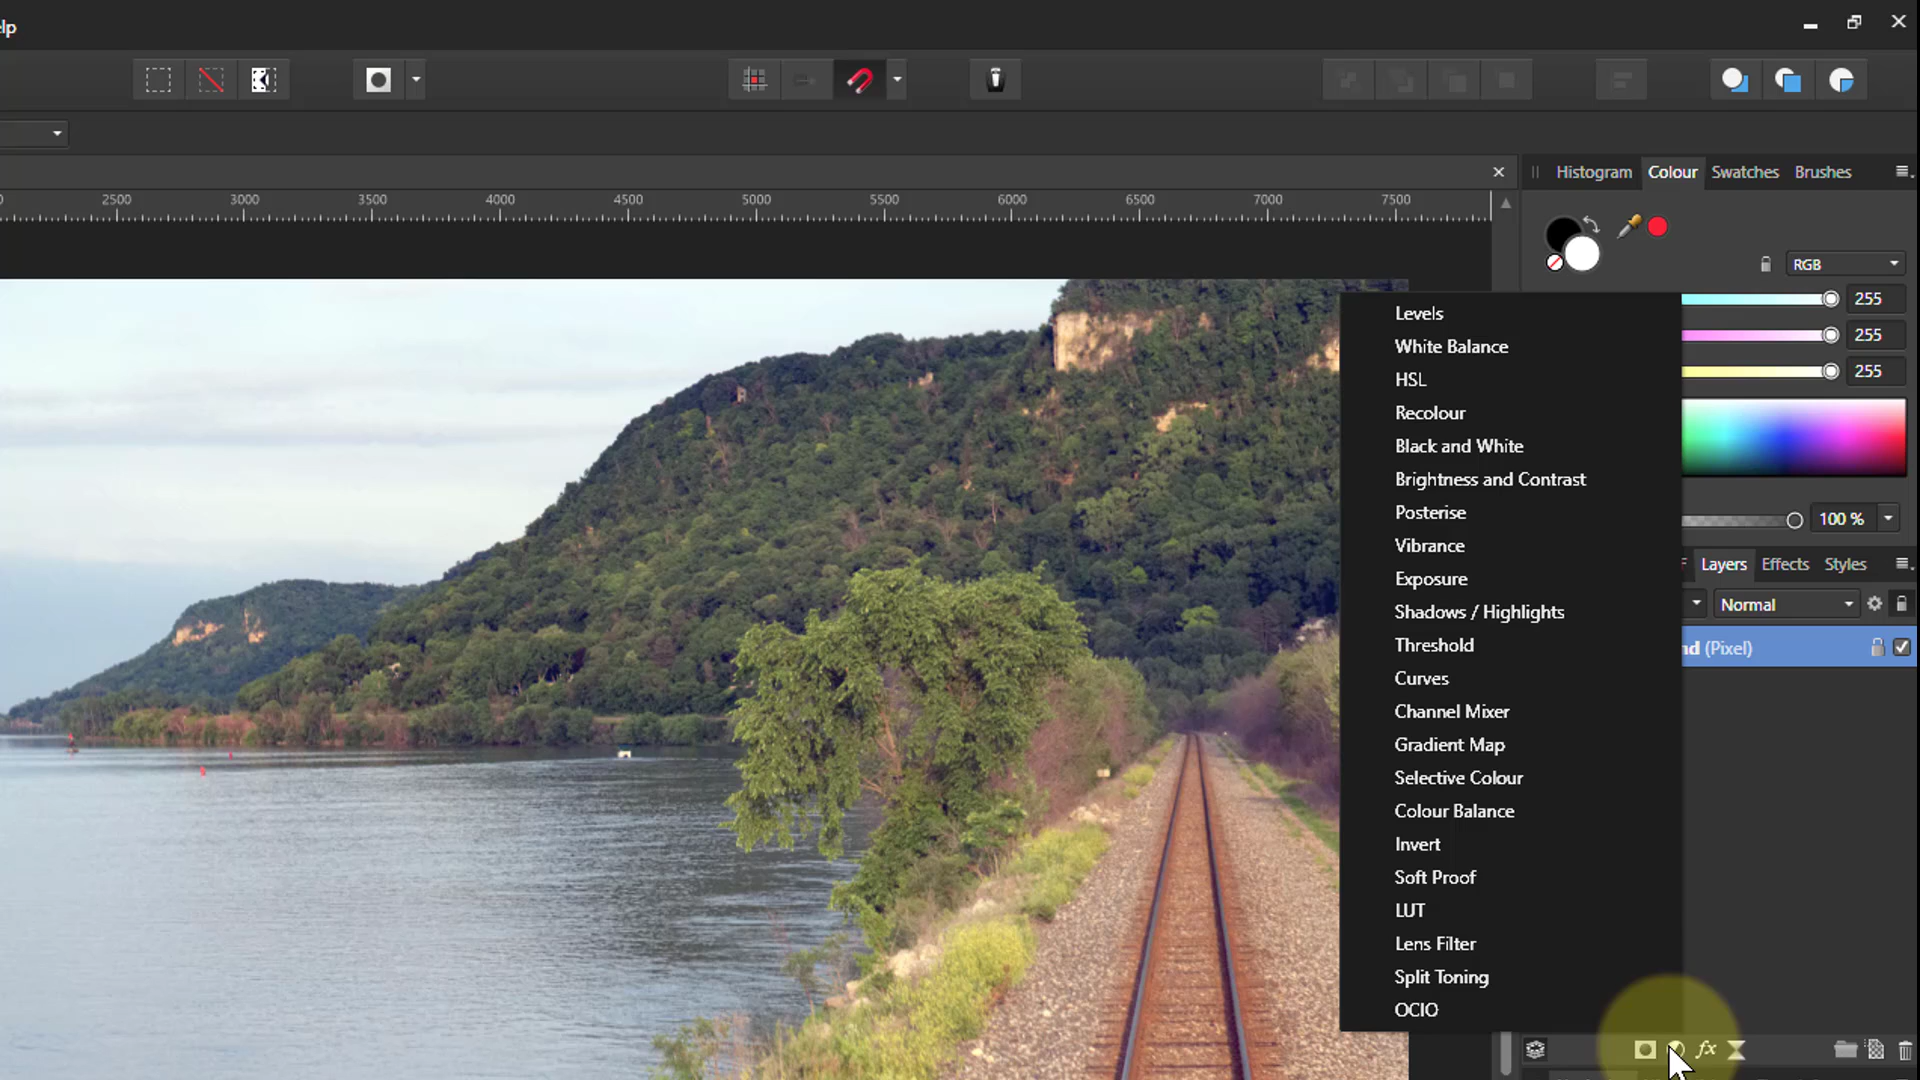 elp
Histogram Colour Swatches Brushes
2500 3000 3500 4000 4500 5000 5500 6000 6500 7000 7500
RGB
255
255
255
100 %
Layers Effects Styles
Normal
nd (Pixel)
Levels
White Balance
HSL
Recolour
Black and White
Brightness and Contrast
Posterise
Vibrance
Exposure
Shadows / Highlights
Threshold
Curves
Channel Mixer
Gradient Map
Selective Colour
Colour Balance
Invert
Soft Proof
LUT
Lens Filter
Split Toning
OCIO
fx